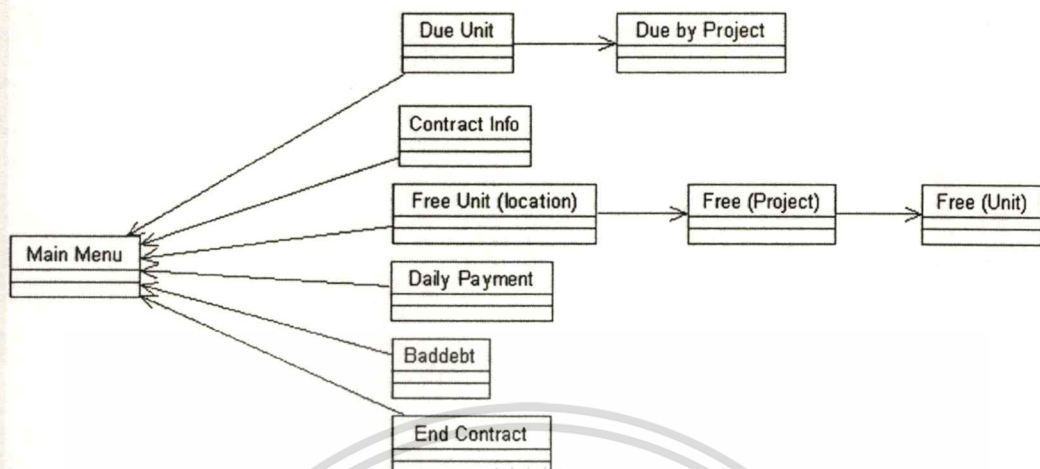 Due Unit
Due by Project
Contract Info
Free Unit (location)
Free (Project)
Free (Unit)
Main Menu
Daily Payment
Baddebt
End Contract